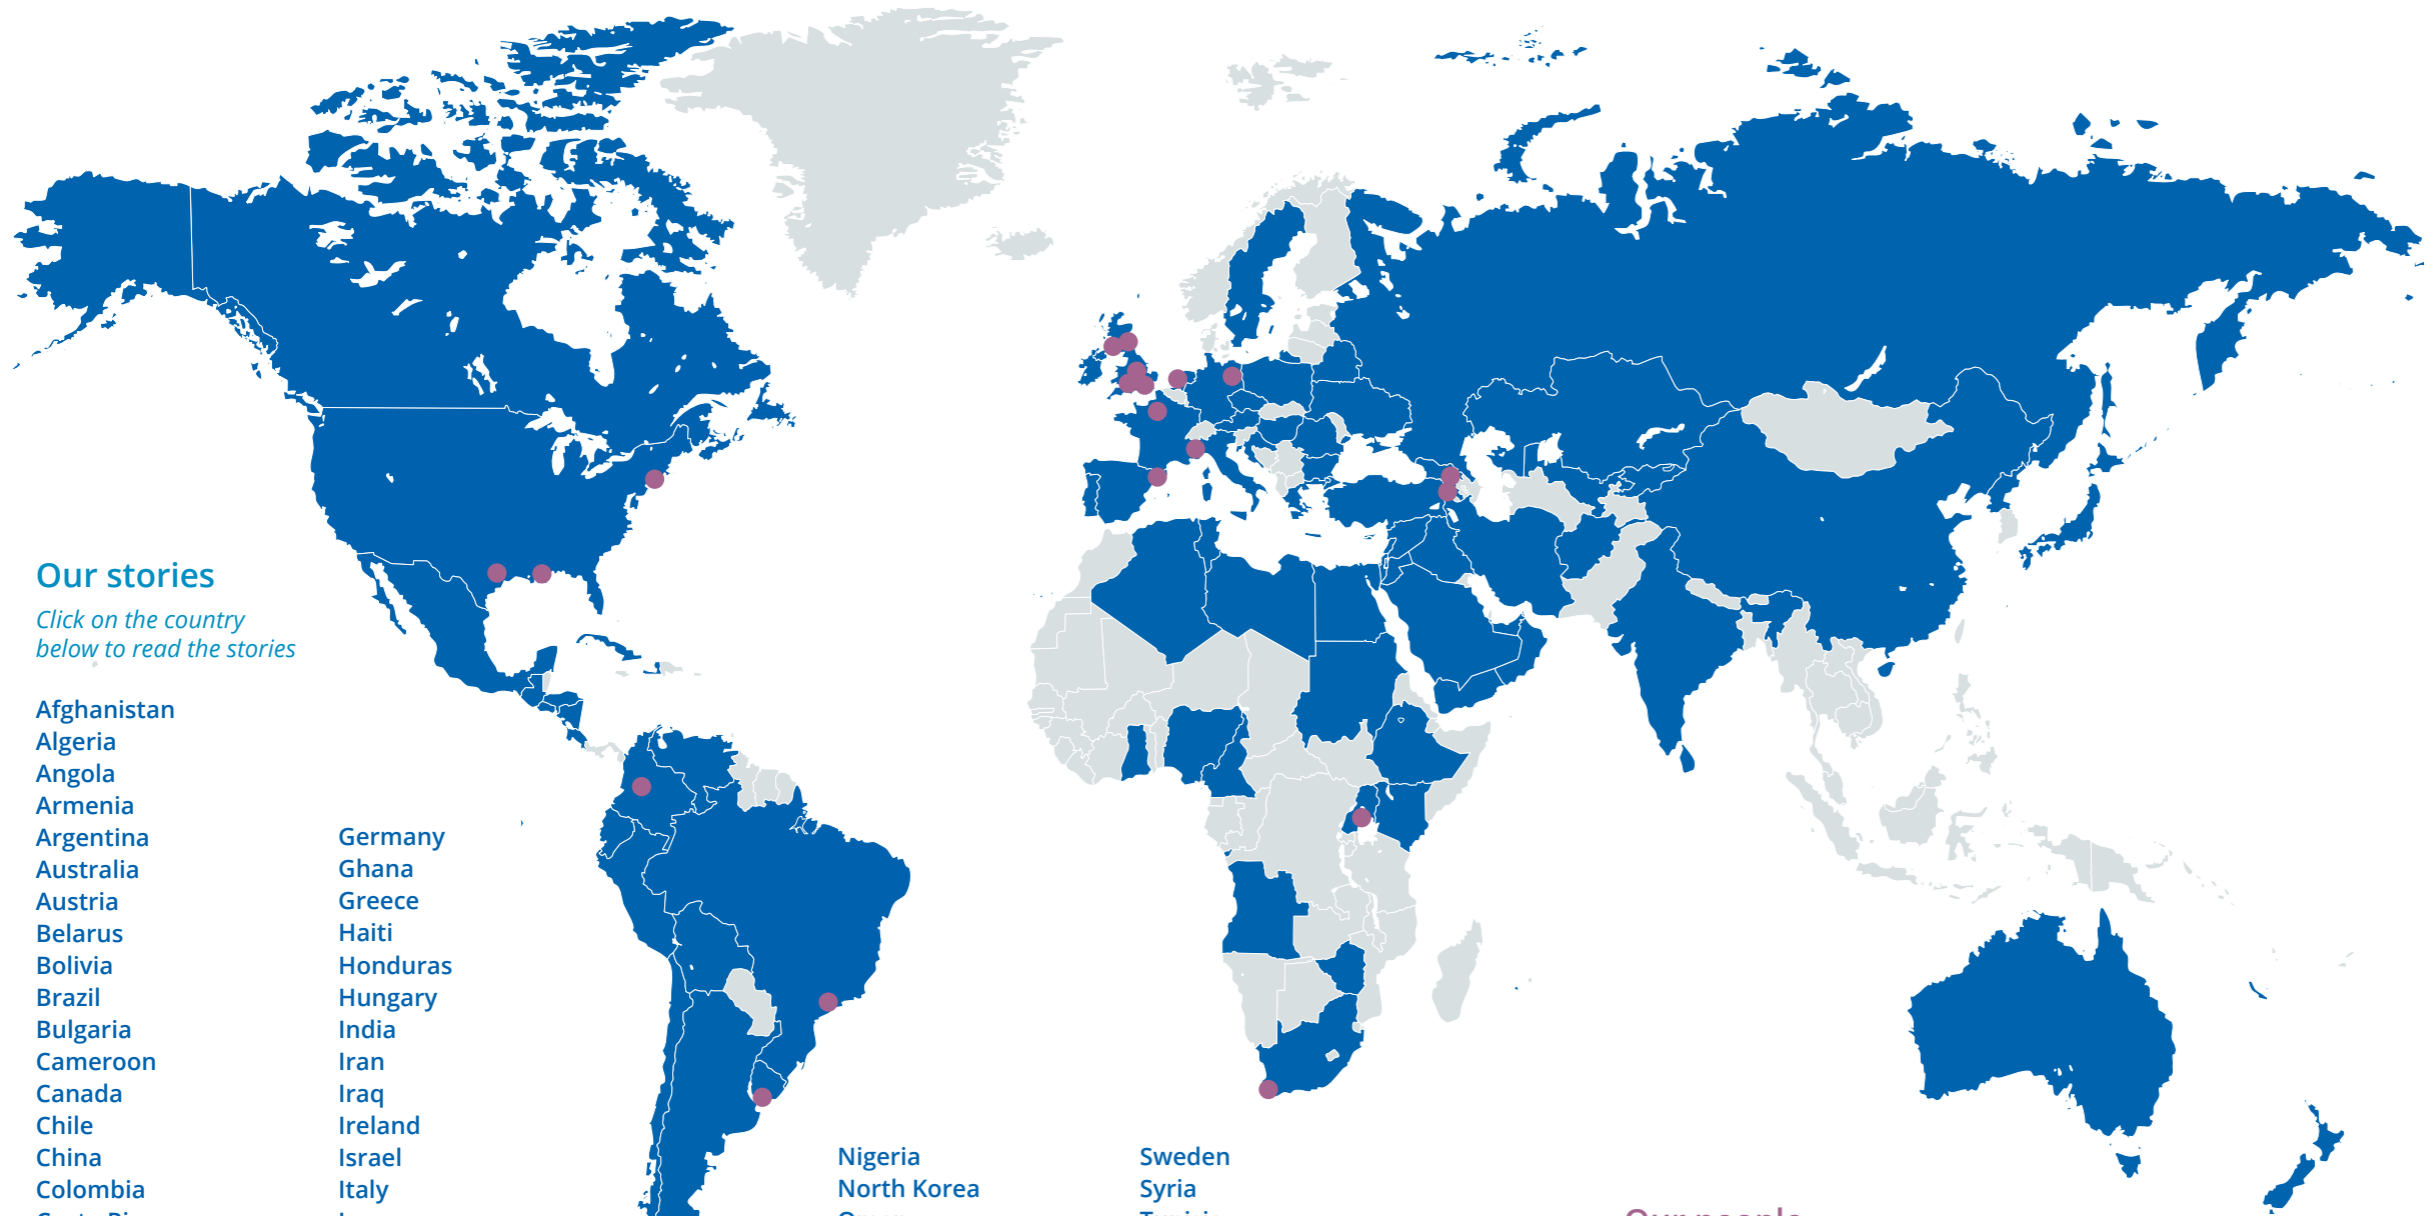 Our stories
Click on the country
below to read the stories
Afghanistan
Algeria
Angola
Armenia
Argentina
Australia
Austria
Belarus
Bolivia
Brazil
Bulgaria
Cameroon
Canada
Chile
China
Colombia
Germany
Ghana
Greece
Haiti
Honduras
Hungary
India
Iran
Iraq
Ireland
Israel
Italy
Nigeria
North Korea
Sweden
Syria
Our people